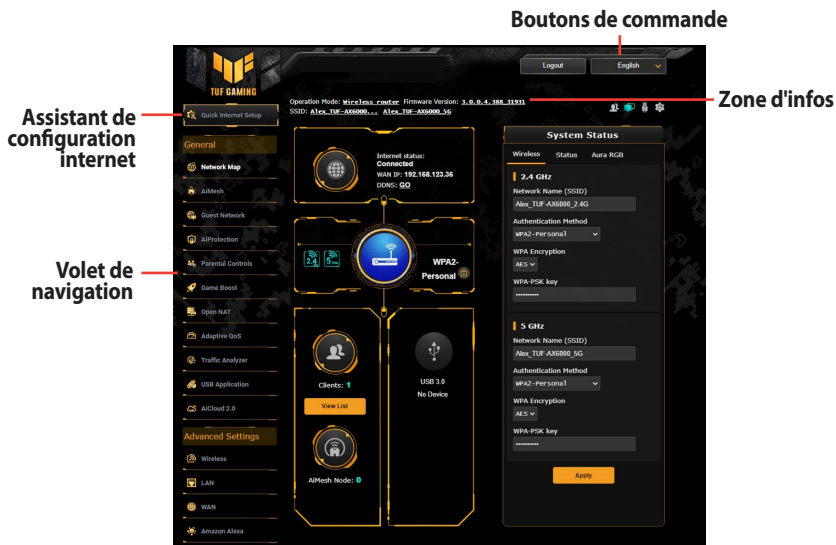 Boutons de commande
Logout
English
TUF GAMING
Operation Mode: Wireless router Firmware Version: 3.0.0.4.388_31931
SSID: Alex_TUF-AX6000... Alex_TUF-AX6000_5G
Zone d'infos
Assistant de
configuration
internet
Quick Internet Setup
General
Network Map
AiMesh
Guest Network
AiProtection
Parental Controls
Game Boost
Open NAT
Adaptive QoS
Traffic Analyzer
USB Application
AiCloud 2.0
Advanced Settings
Wireless
LAN
WAN
Amazon Alexa
Volet de
navigation
Internet status:
Connected
WAN IP: 192.168.123.36
DDNS: GO
2.4
5
WPA2-
Personal
Clients: 1
View List
AiMesh Node: 0
USB 3.0
No Device
System Status
Wireless Status Aura RGB
2.4 GHz
Network Name (SSID)
Alex_TUF-AX6000_2.4G
Authentication Method
WPA2-Personal
WPA Encryption
AES
WPA-PSK key
••••••••••
5 GHz
Network Name (SSID)
Alex_TUF-AX6000_5G
Authentication Method
WPA2-Personal
WPA Encryption
AES
WPA-PSK key
••••••••••
Apply